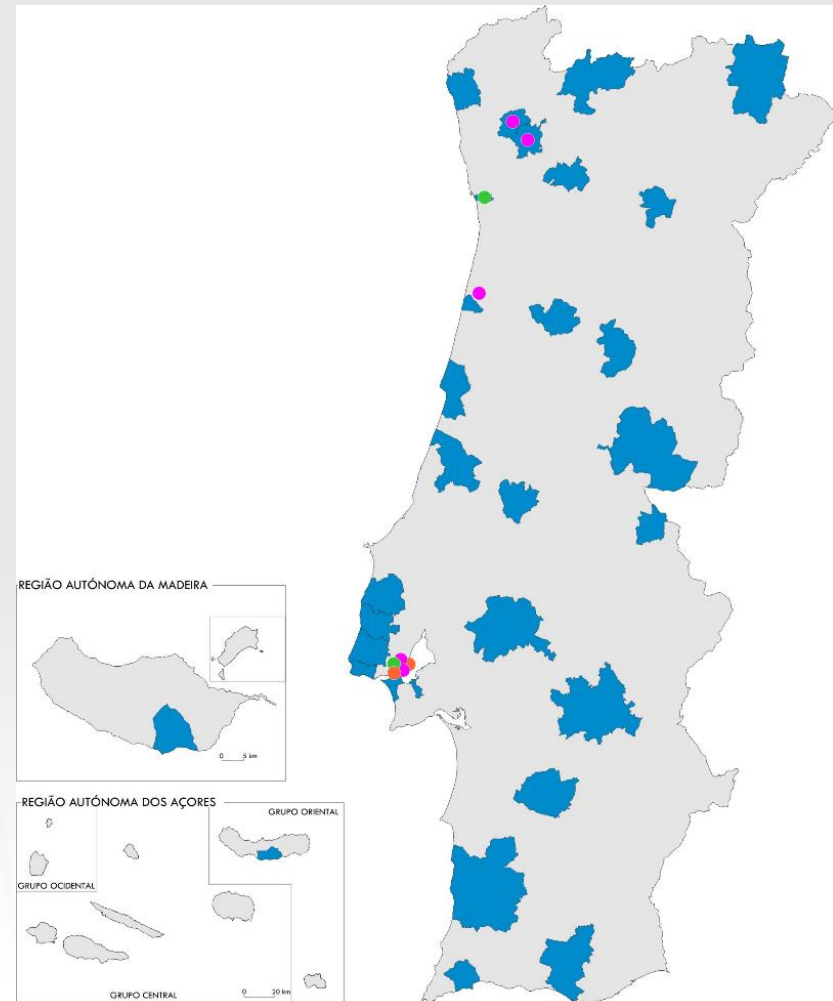 REGIÃO AUTÓNOMA DA MADEIRA
0 5 km
REGIÃO AUTÓNOMA DOS AÇORES
GRUPO ORIENTAL
GRUPO OCIDENTAL
GRUPO CENTRAL
0 20 km